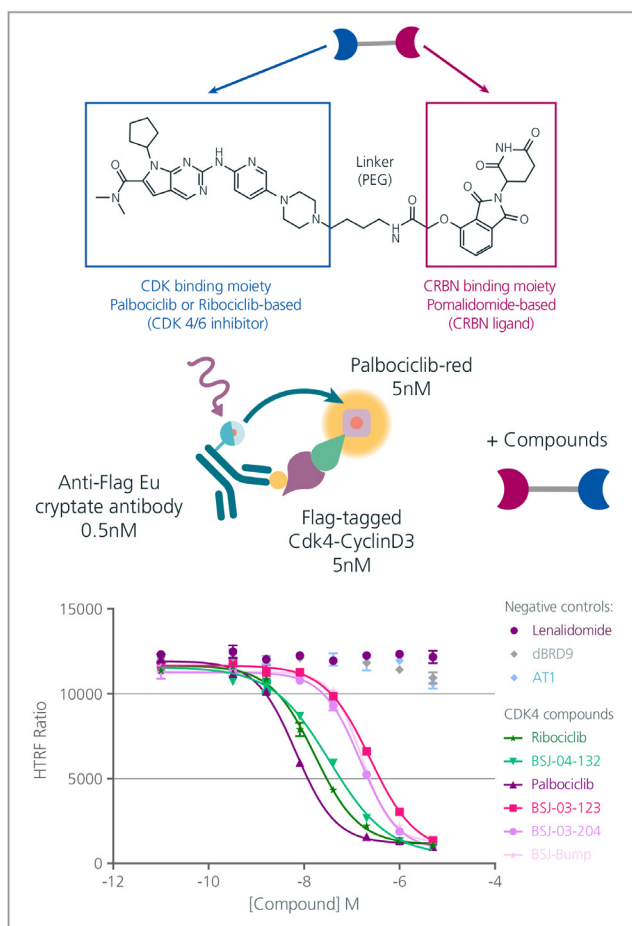 O
N
N
N
N
NH
N
N
N
N
N
H
Linker
(PEG)
O
O
NH
O
O
N
O
O
CDK binding moiety
Palbociclib or Ribociclib-based
(CDK 4/6 inhibitor)
CRBN binding moiety
Pomalidomide-based
(CRBN ligand)
Palbociclib-red
5nM
+ Compounds
Anti-Flag Eu
cryptate antibody
0.5nM
Flag-tagged
Cdk4-CyclinD3
5nM
15000
10000
5000
0
HTRF Ratio
-12
-10
-8
-6
-4
[Compound] M
Negative controls:
Lenalidomide
dBRD9
AT1
CDK4 compounds
Ribociclib
BSJ-04-132
Palbociclib
BSJ-03-123
BSJ-03-204
BSJ-Bump